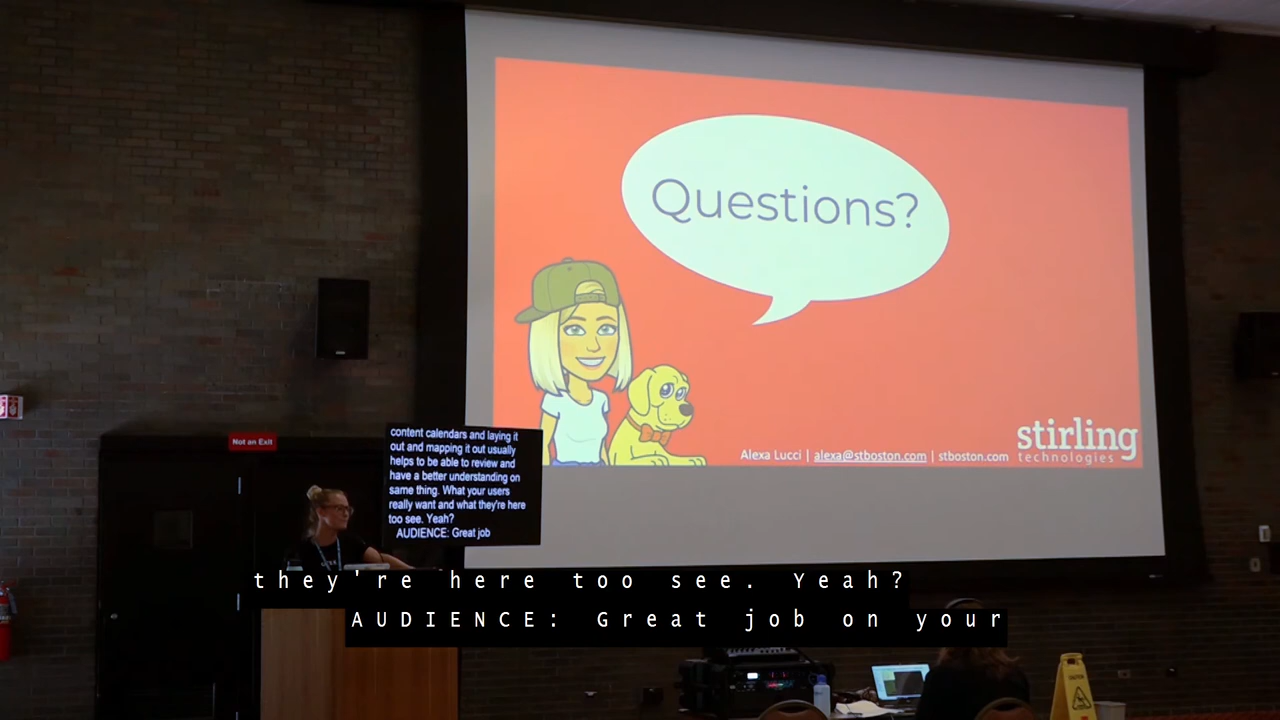 Questions?
stirling
technologies
Alexa Lucci | alexa@stboston.com | stboston.com
Not an Exit
content calendars and laying it
out and mapping it out usually
helps to be able to review and
have a better understanding on
same thing. What your users
really want and what they're here
too see. Yeah?
AUDIENCE: Great job
they're here too see. Yeah?
AUDIENCE: Great job on your
CAUTION